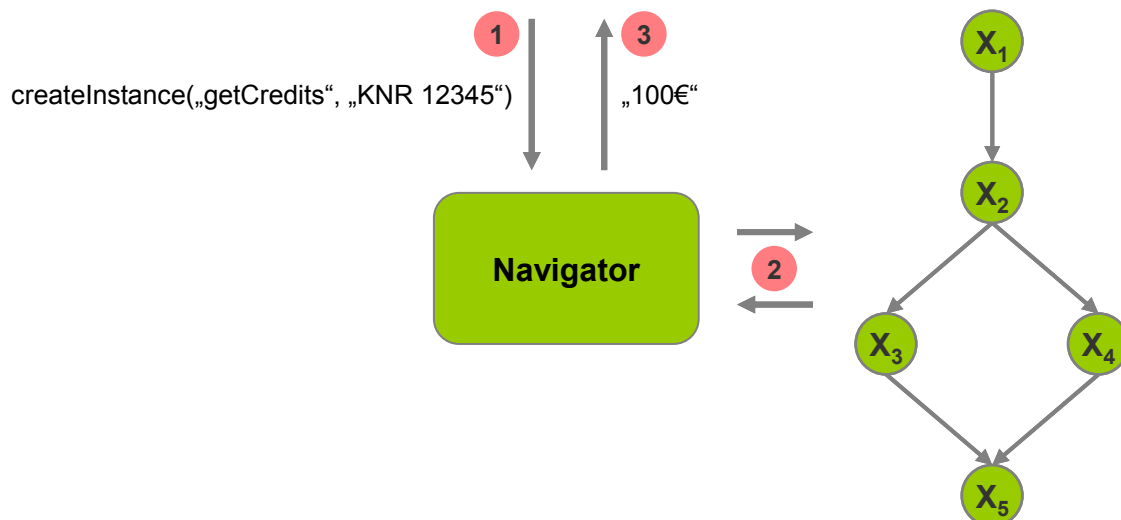 1
3
X₁
createInstance(„getCredits“, „KNR 12345“)
„100€“
X₂
Navigator
2
X₃
X₄
X₅